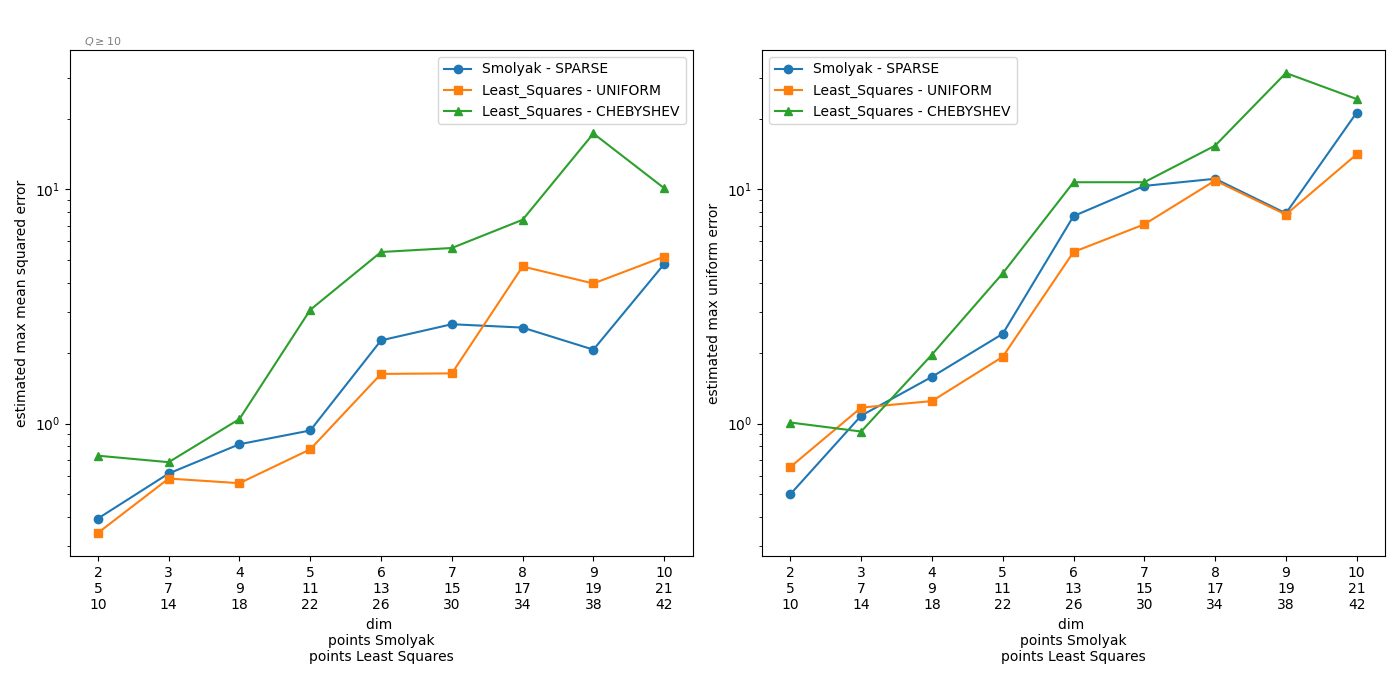 Q ≥ 10
estimated max mean squared error
10¹
10⁰
Smolyak - SPARSE
Least_Squares - UNIFORM
Least_Squares - CHEBYSHEV
2 3 4 5 6 7 8 9 10
5 7 9 11 13 15 17 19 21
10 14 18 22 26 30 34 38 42
dim
points Smolyak
points Least Squares
estimated max uniform error
10¹
10⁰
Smolyak - SPARSE
Least_Squares - UNIFORM
Least_Squares - CHEBYSHEV
2 3 4 5 6 7 8 9 10
5 7 9 11 13 15 17 19 21
10 14 18 22 26 30 34 38 42
dim
points Smolyak
points Least Squares